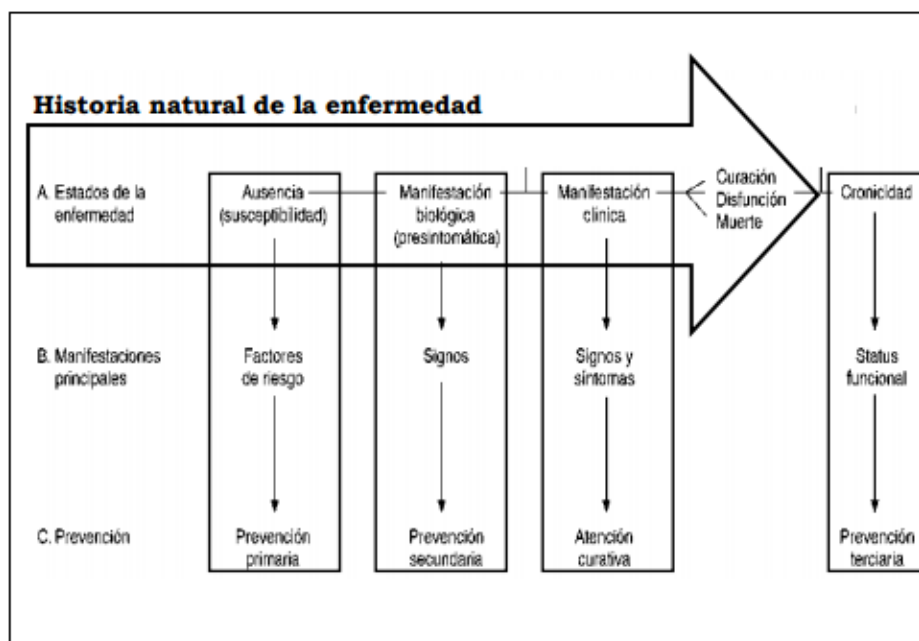 Historia natural de la enfermedad
A. Estados de la
enfermedad
Ausencia
(susceptibilidad)
Manifestación
biológica
(presintomática)
Manifestación
clínica
Curación
Disfunción
Muerte
Cronicidad
B. Manifestaciones
principales
Factores
de riesgo
Signos
Signos y
síntomas
Status
funcional
C. Prevención
Prevención
primaria
Prevención
secundaria
Atención
curativa
Prevención
terciaria